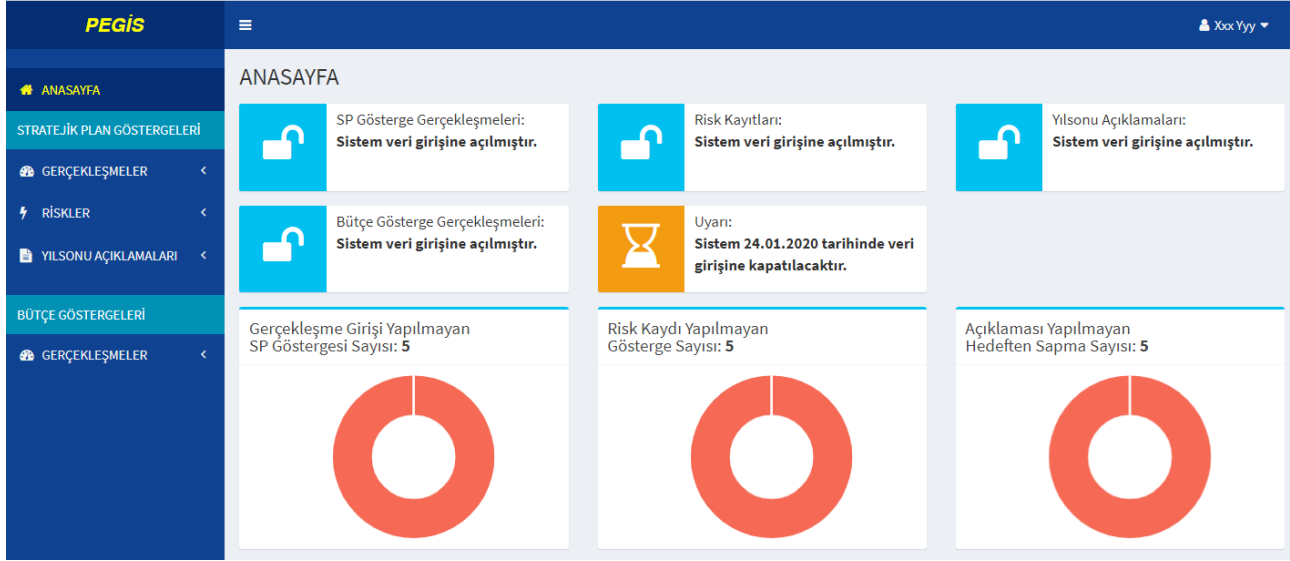 PEGİS
Xxx Yyy
ANASAYFA
STRATEJİK PLAN GÖSTERGELERİ
GERÇEKLEŞMELER
RİSKLER
YILSONU AÇIKLAMALARI
BÜTÇE GÖSTERGELERİ
GERÇEKLEŞMELER
ANASAYFA
SP Gösterge Gerçekleşmeleri:
Sistem veri girişine açılmıştır.
Risk Kayıtları:
Sistem veri girişine açılmıştır.
Yılsonu Açıklamaları:
Sistem veri girişine açılmıştır.
Bütçe Gösterge Gerçekleşmeleri:
Sistem veri girişine açılmıştır.
Uyarı:
Sistem 24.01.2020 tarihinde veri
girişine kapatılacaktır.
Gerçekleşme Girişi Yapılmayan
SP Göstergesi Sayısı: 5
Risk Kaydı Yapılmayan
Gösterge Sayısı: 5
Açıklaması Yapılmayan
Hedeften Sapma Sayısı: 5